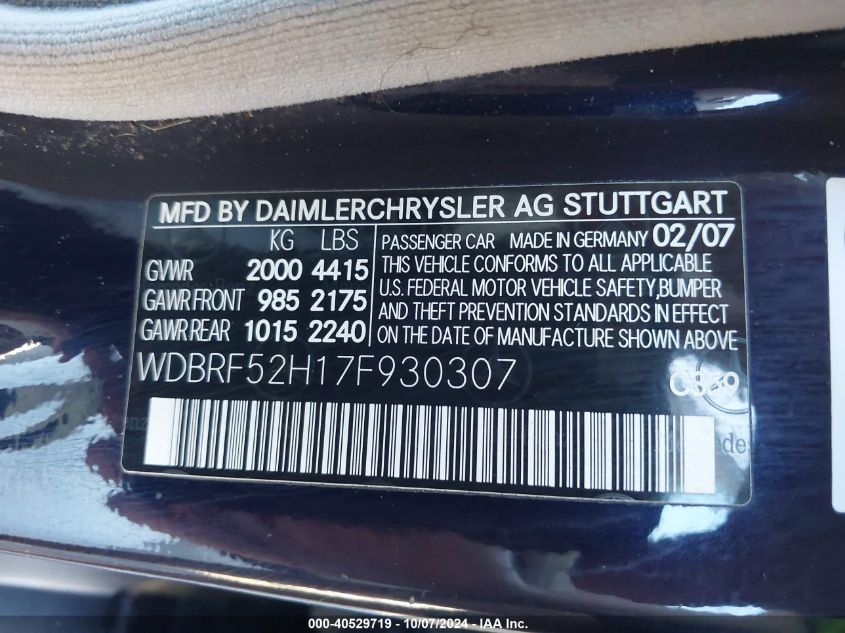 MFD BY DAIMLERCHRYSLER AG STUTTGART
KG LBS
GVWR 2000 4415
GAWR FRONT 985 2175
GAWR REAR 1015 2240
PASSENGER CAR MADE IN GERMANY 02/07
THIS VEHICLE CONFORMS TO ALL APPLICABLE
U.S. FEDERAL MOTOR VEHICLE SAFETY, BUMPER
AND THEFT PREVENTION STANDARDS IN EFFECT
ON THE DATE OF MANUFACTURE SHOWN ABOVE
WDBRF52H17F930307
000-40529719 - 10/07/2024 - IAA Inc.